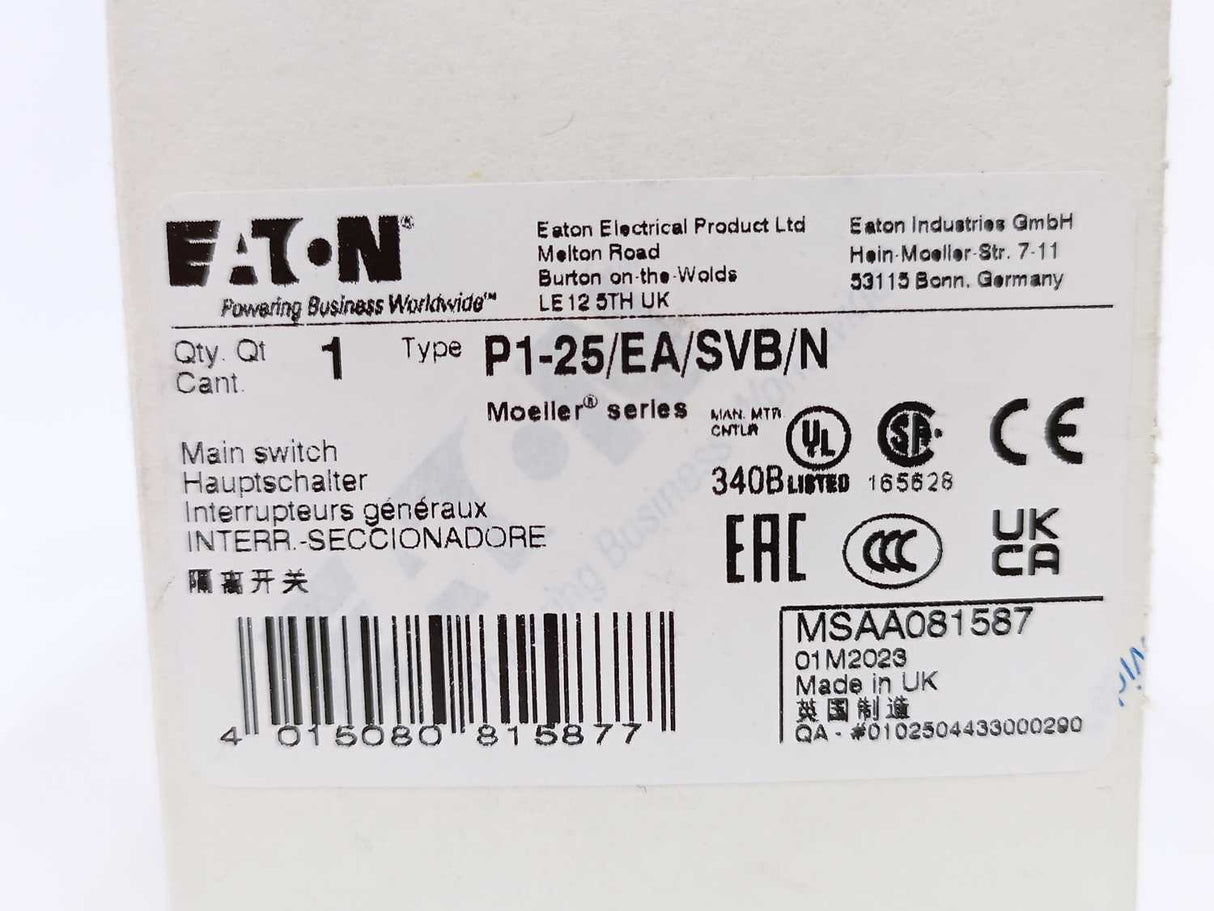 EATON®
Powering Business Worldwide™
Eaton Electrical Product Ltd
Melton Road
Burton-on-the-Wolds
LE12 5TH UK
Eaton Industries GmbH
Hein-Moeller-Str. 7-11
53115 Bonn, Germany
Qty. Qt
Cant.
1
Type P1-25/EA/SVB/N
Moeller® series
Main switch
Hauptschalter
Interrupteurs généraux
INTERR.-SECCIONADORE
隔离开关
MAN. MTR.
CNTLR
340B
UL
LISTED
SA
165628
CE
EAC
CCC
UK
CA
4 015080 815877
MSAA081587
01M2023
Made in UK
英国制造
QA - #0102504433000290